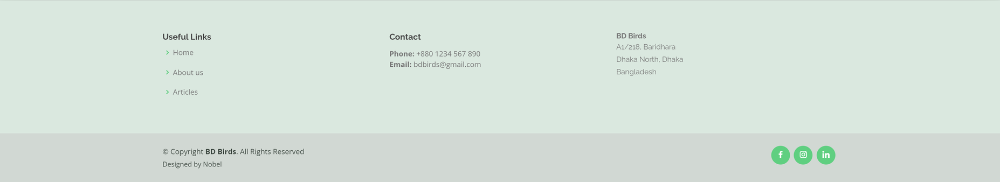 Useful Links
Home
About us
Articles
Contact
Phone: +880 1234 567 890
Email: bdbirds@gmail.com
BD Birds
A1/218, Baridhara
Dhaka North, Dhaka
Bangladesh
© Copyright BD Birds. All Rights Reserved
Designed by Nobel